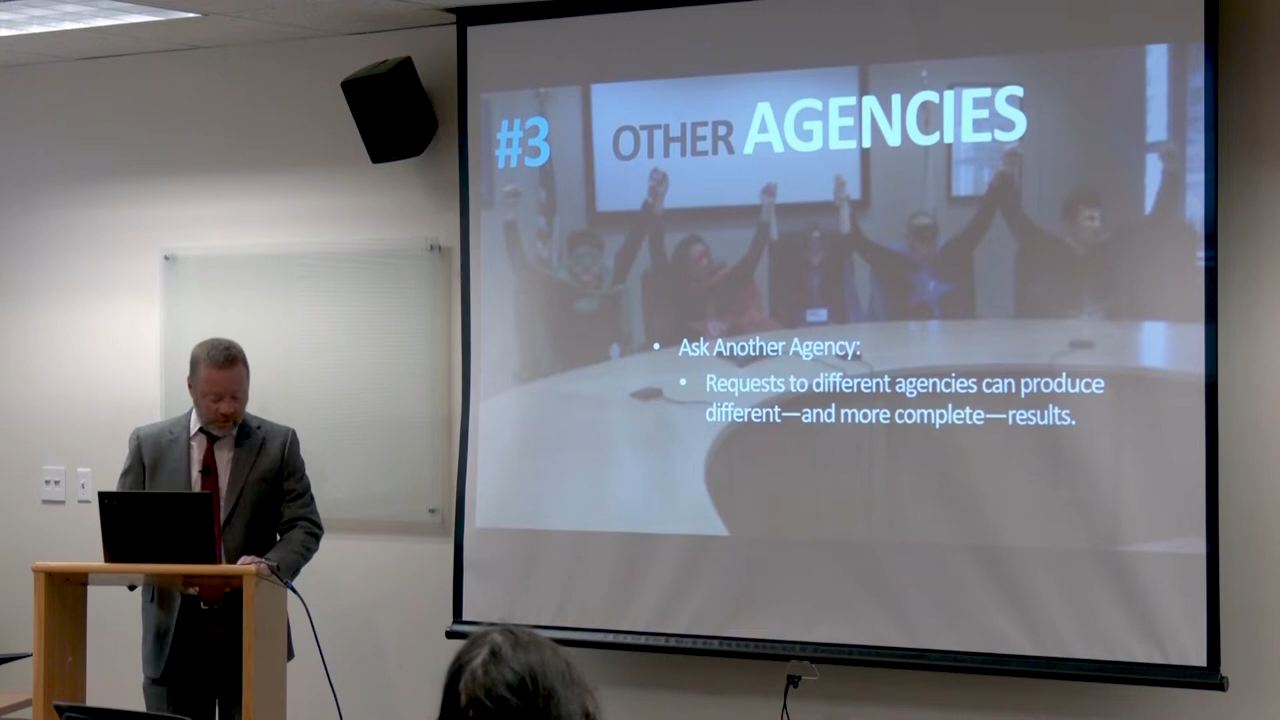 #3 OTHER AGENCIES
• Ask Another Agency:
• Requests to different agencies can produce
different—and more complete—results.